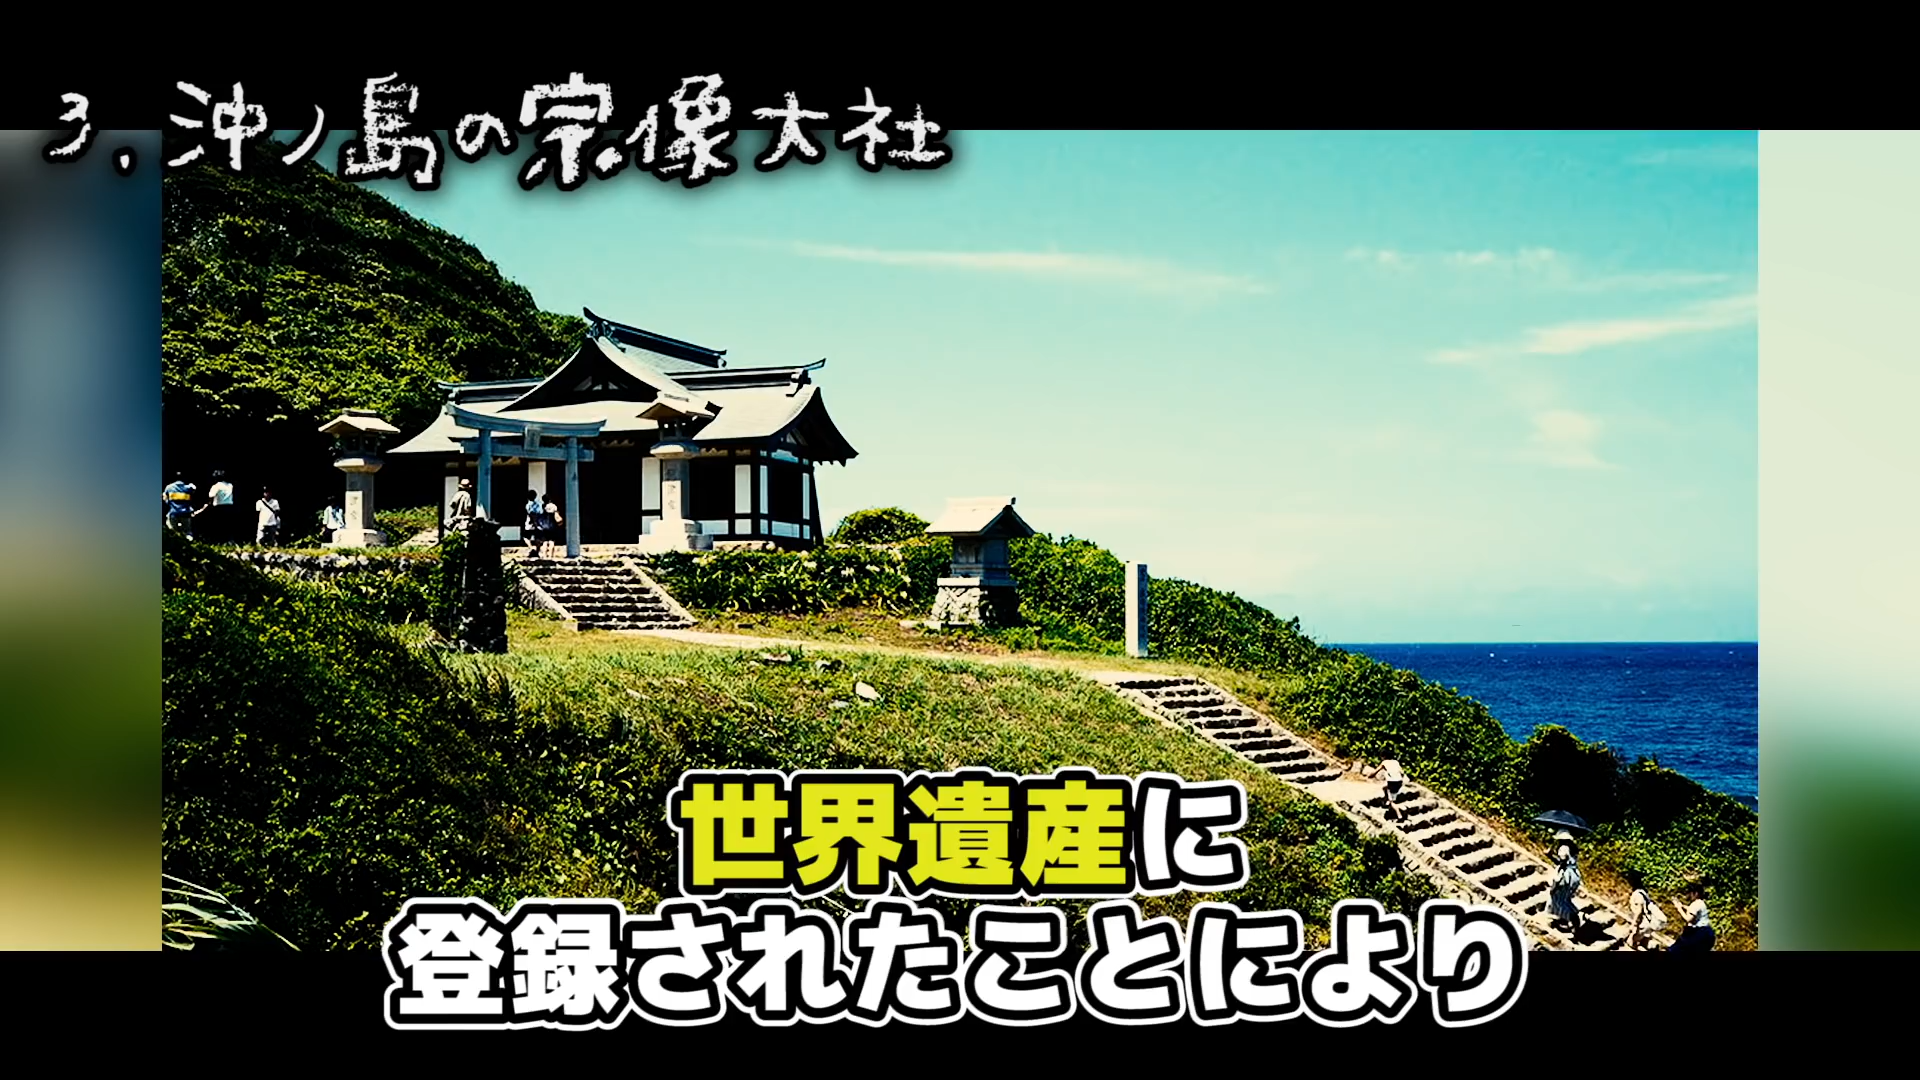 3.沖ノ島の宗像大社
世界遺産に
登録されたことにより